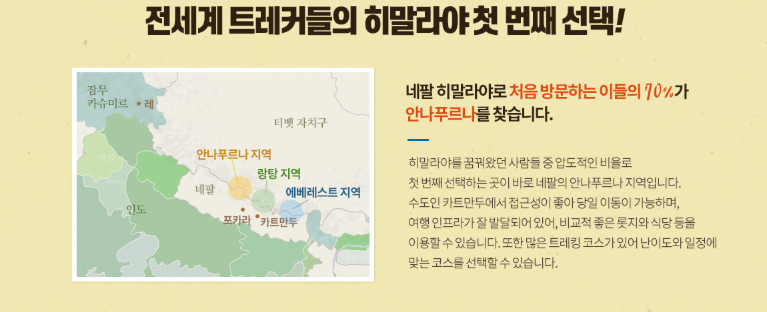 전세계 트레커들의 히말라야 첫 번째 선택!
잠무
카슈미르
레
티벳 자치구
안나푸르나 지역
랑탕 지역
네팔
에베레스트 지역
인도
포카라
카트만두
네팔 히말라야로 처음 방문하는 이들의 70%가
안나푸르나를 찾습니다.
히말라야를 꿈꿔왔던 사람들 중 압도적인 비율로
첫 번째 선택하는 곳이 바로 네팔의 안나푸르나 지역입니다.
수도인 카트만두에서 접근성이 좋아 당일 이동이 가능하며,
여행 인프라가 잘 발달되어 있어, 비교적 좋은 롯지와 식당 등을
이용할 수 있습니다. 또한 많은 트레킹 코스가 있어 난이도와 일정에
맞는 코스를 선택할 수 있습니다.